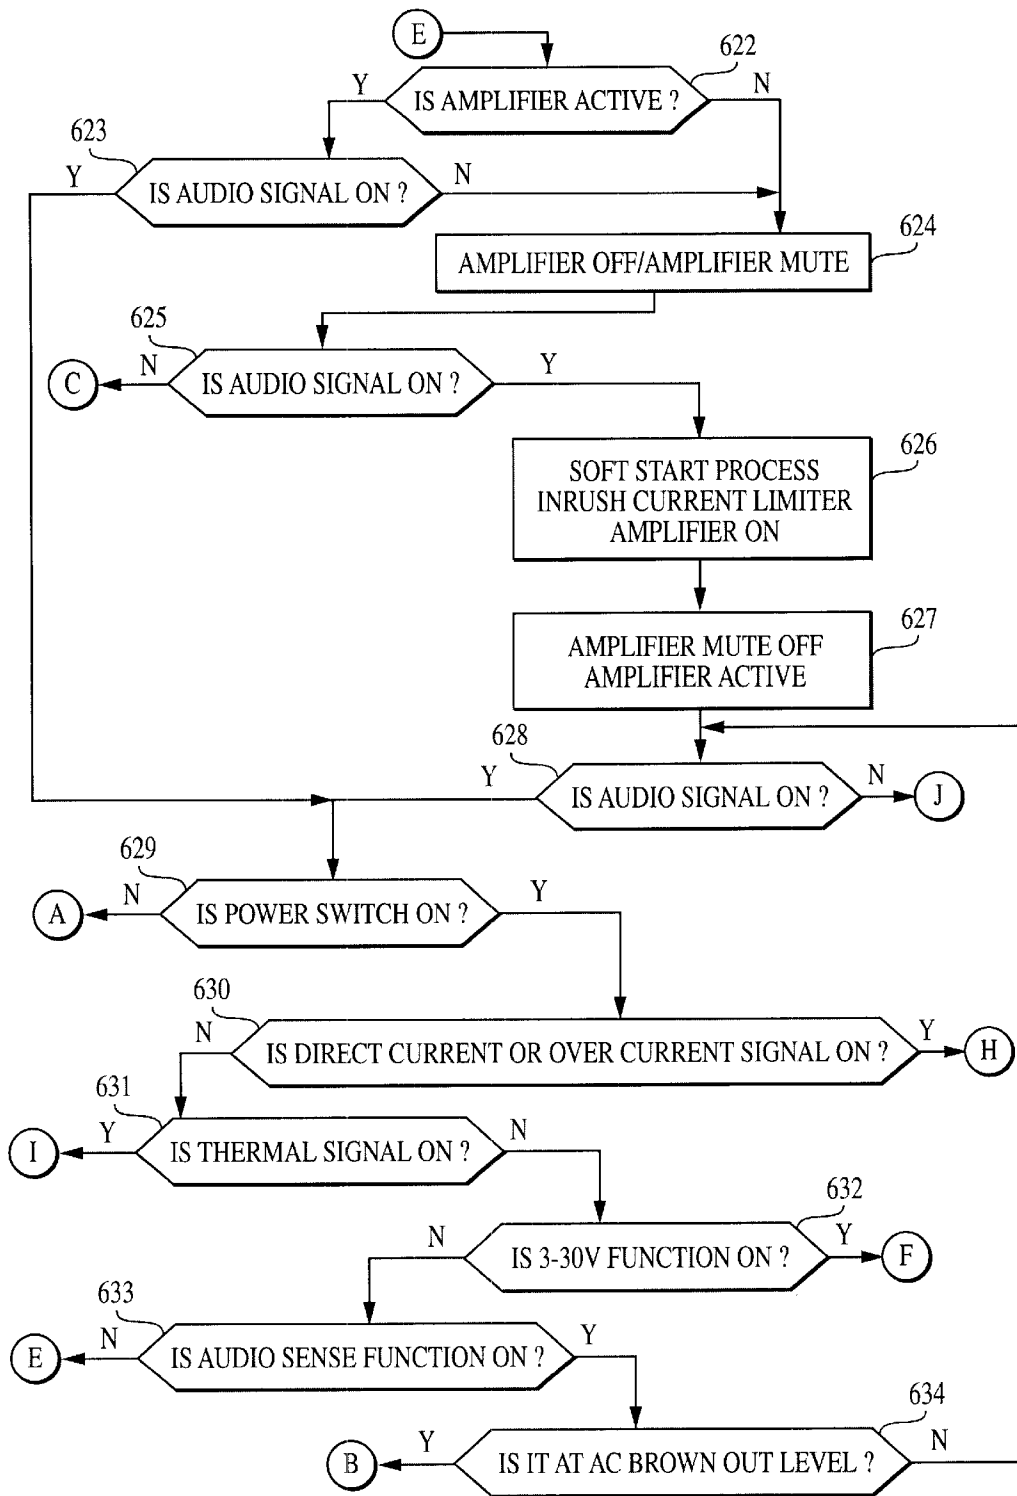 E
622
Y
IS AMPLIFIER ACTIVE ?
N
623
Y
IS AUDIO SIGNAL ON ?
N
624
AMPLIFIER OFF/AMPLIFIER MUTE
625
C
N
IS AUDIO SIGNAL ON ?
Y
626
SOFT START PROCESS
INRUSH CURRENT LIMITER
AMPLIFIER ON
627
AMPLIFIER MUTE OFF
AMPLIFIER ACTIVE
628
Y
IS AUDIO SIGNAL ON ?
N
J
629
A
N
IS POWER SWITCH ON ?
Y
630
N
IS DIRECT CURRENT OR OVER CURRENT SIGNAL ON ?
Y
H
631
I
Y
IS THERMAL SIGNAL ON ?
N
632
N
IS 3-30V FUNCTION ON ?
Y
F
633
E
N
IS AUDIO SENSE FUNCTION ON ?
Y
634
B
Y
IS IT AT AC BROWN OUT LEVEL ?
N